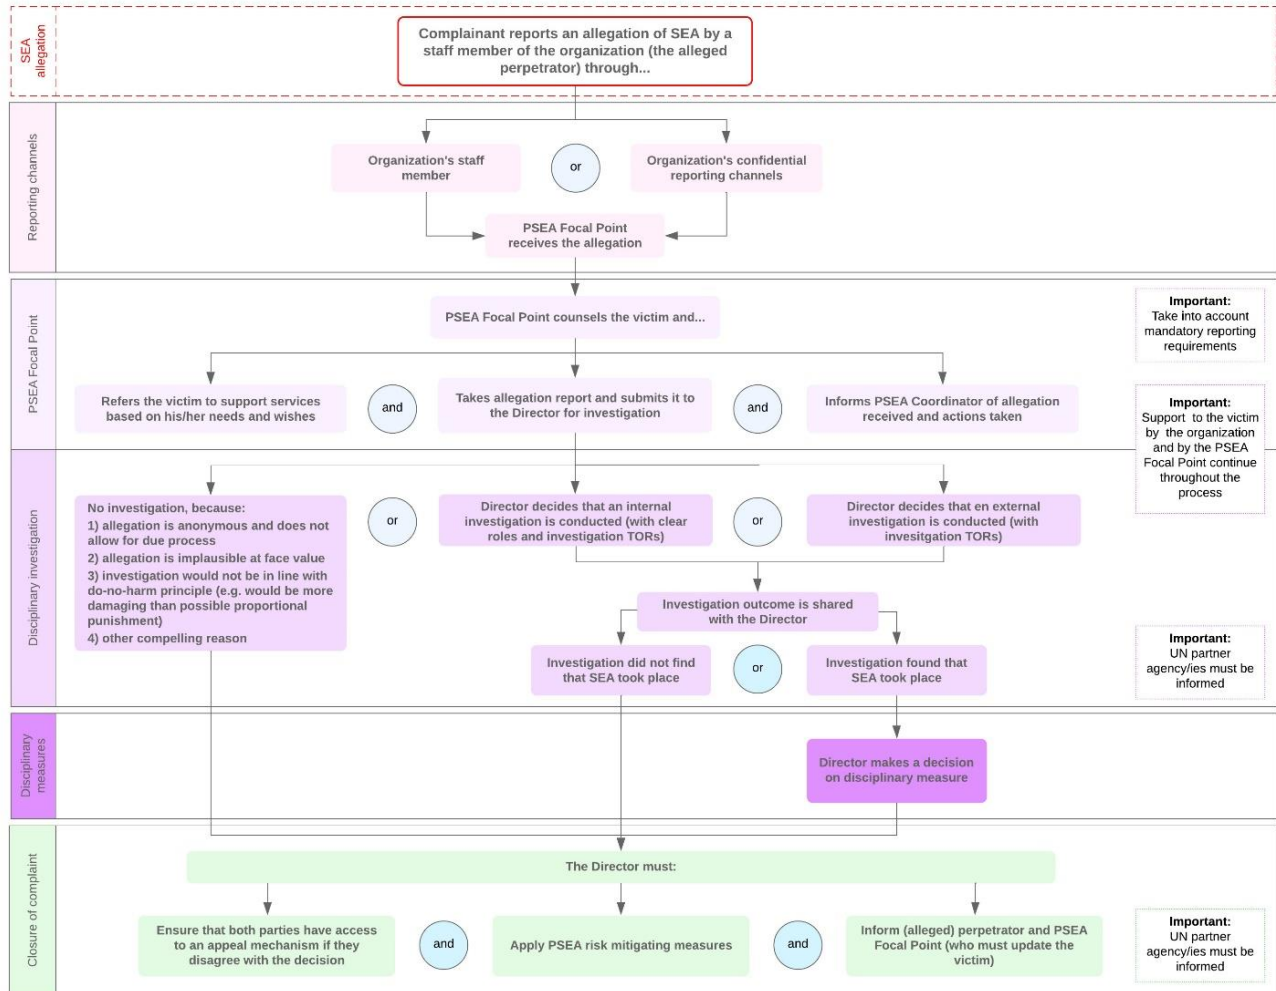 SEA
allegation
Complainant reports an allegation of SEA by a
staff member of the organization (the alleged
perpetrator) through...
Reporting channels
Organization's staff
member
or
Organization's confidential
reporting channels
PSEA Focal Point
receives the allegation
PSEA Focal Point
PSEA Focal Point counsels the victim and...
Important:
Take into account
mandatory reporting
requirements
Refers the victim to support services
based on his/her needs and wishes
and
Takes allegation report and submits it to
the Director for investigation
and
Informs PSEA Coordinator of allegation
received and actions taken
Important:
Support to the victim
by the organization
and by the PSEA
Focal Point continue
throughout the
process
Disciplinary investigation
No investigation, because:
1) allegation is anonymous and does not
allow for due process
2) allegation is implausible at face value
3) investigation would not be in line with
do-no-harm principle (e.g. would be more
damaging than possible proportional
punishment)
4) other compelling reason
or
Director decides that an internal
investigation is conducted (with clear
roles and investigation TORs)
or
Director decides that en external
investigation is conducted (with
invesitgation TORs)
Investigation outcome is shared
with the Director
Investigation did not find
that SEA took place
or
Investigation found that
SEA took place
Important:
UN partner
agency/ies must be
informed
Disciplinary
measures
Director makes a decision
on disciplinary measure
Closure of complaint
The Director must:
Ensure that both parties have access
to an appeal mechanism if they
disagree with the decision
and
Apply PSEA risk mitigating measures
and
Inform (alleged) perpetrator and PSEA
Focal Point (who must update the
victim)
Important:
UN partner
agency/ies must be
informed